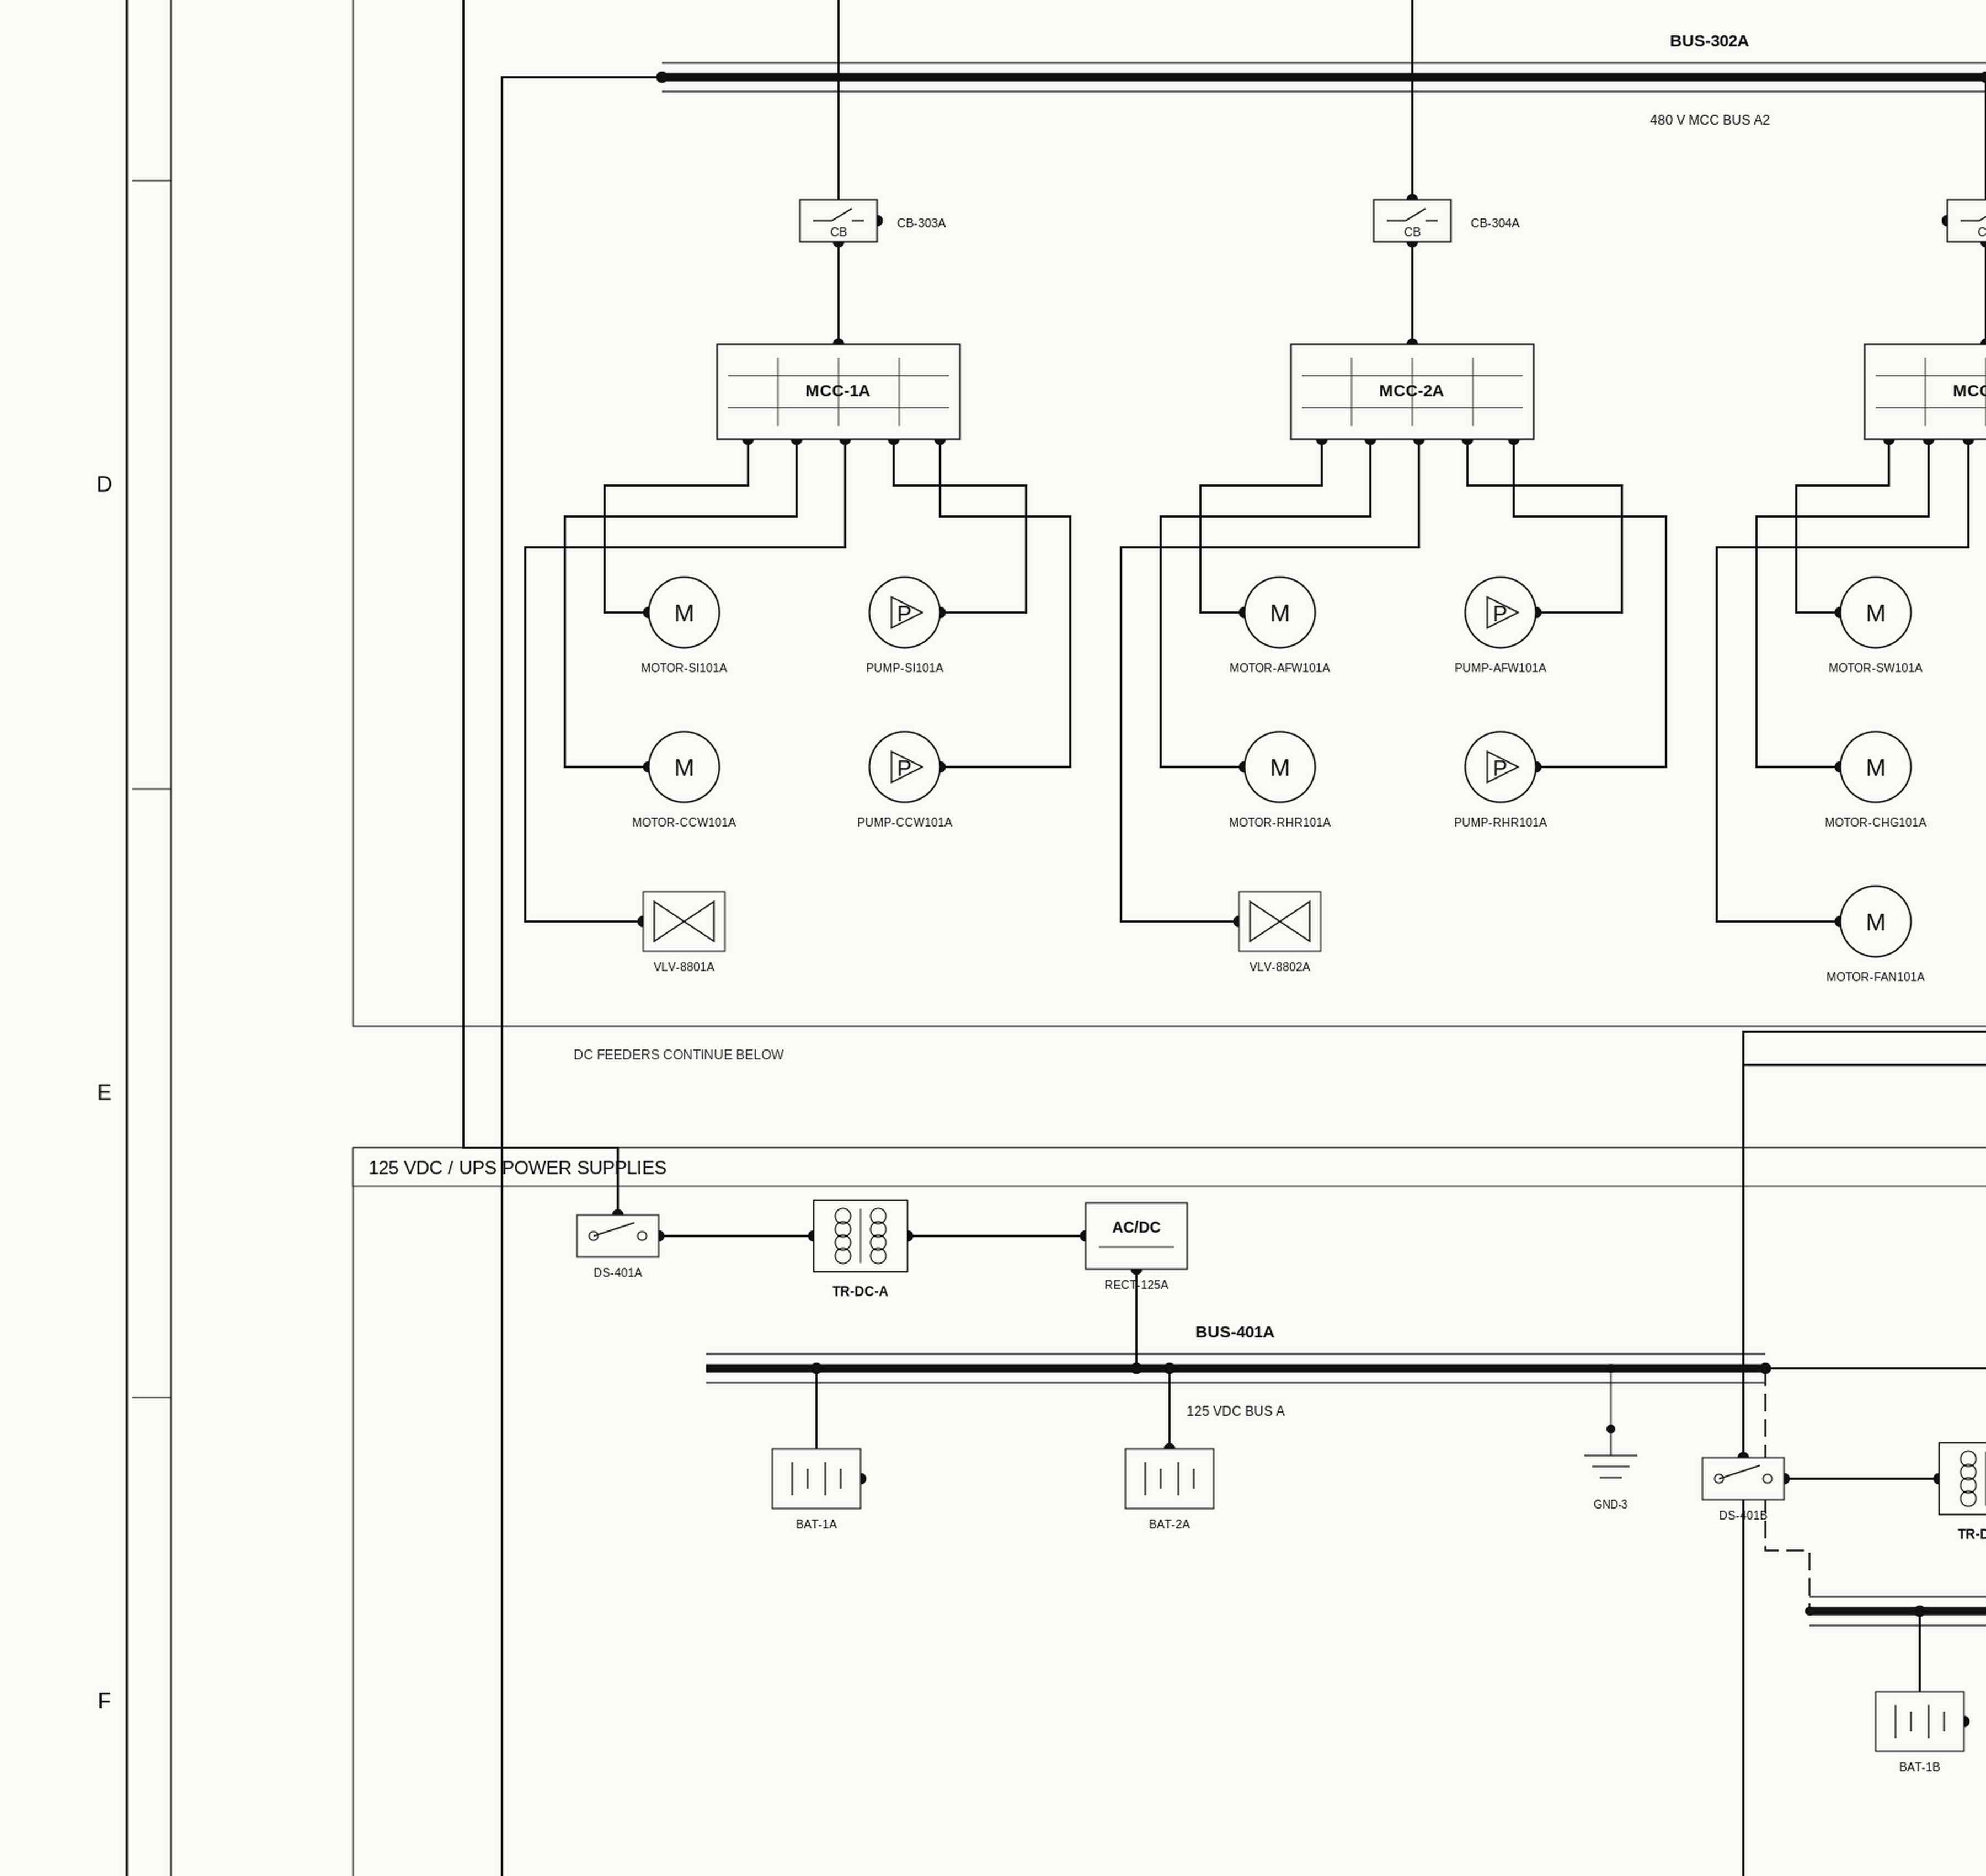 BUS-302A
480 V MCC BUS A2
CB
CB-303A
CB
CB-304A
MCC-1A
MCC-2A
D
M
P
M
P
M
MOTOR-SI101A
PUMP-SI101A
MOTOR-AFW101A
PUMP-AFW101A
MOTOR-SW101A
M
P
M
P
M
MOTOR-CCW101A
PUMP-CCW101A
MOTOR-RHR101A
PUMP-RHR101A
MOTOR-CHG101A
M
VLV-8801A
VLV-8802A
MOTOR-FAN101A
DC FEEDERS CONTINUE BELOW
E
125 VDC / UPS POWER SUPPLIES
AC/DC
DS-401A
TR-DC-A
RECT-125A
BUS-401A
125 VDC BUS A
BAT-1A
BAT-2A
GND-3
DS-401B
F
BAT-1B